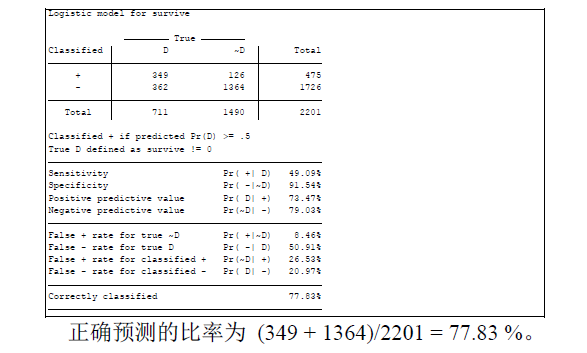 Logistic model for survive
True
Classified D ~D Total
+ 349 126 475
- 362 1364 1726
Total 711 1490 2201
Classified + if predicted Pr(D) >= .5
True D defined as survive != 0
Sensitivity Pr( +| D) 49.09%
Specificity Pr( -|~D) 91.54%
Positive predictive value Pr( D| +) 73.47%
Negative predictive value Pr(~D| -) 79.03%
False + rate for true ~D Pr( +|~D) 8.46%
False - rate for true D Pr( -| D) 50.91%
False + rate for classified + Pr(~D| +) 26.53%
False - rate for classified - Pr( D| -) 20.97%
Correctly classified 77.83%
正确预测的比率为 (349 + 1364)/2201 = 77.83 %。